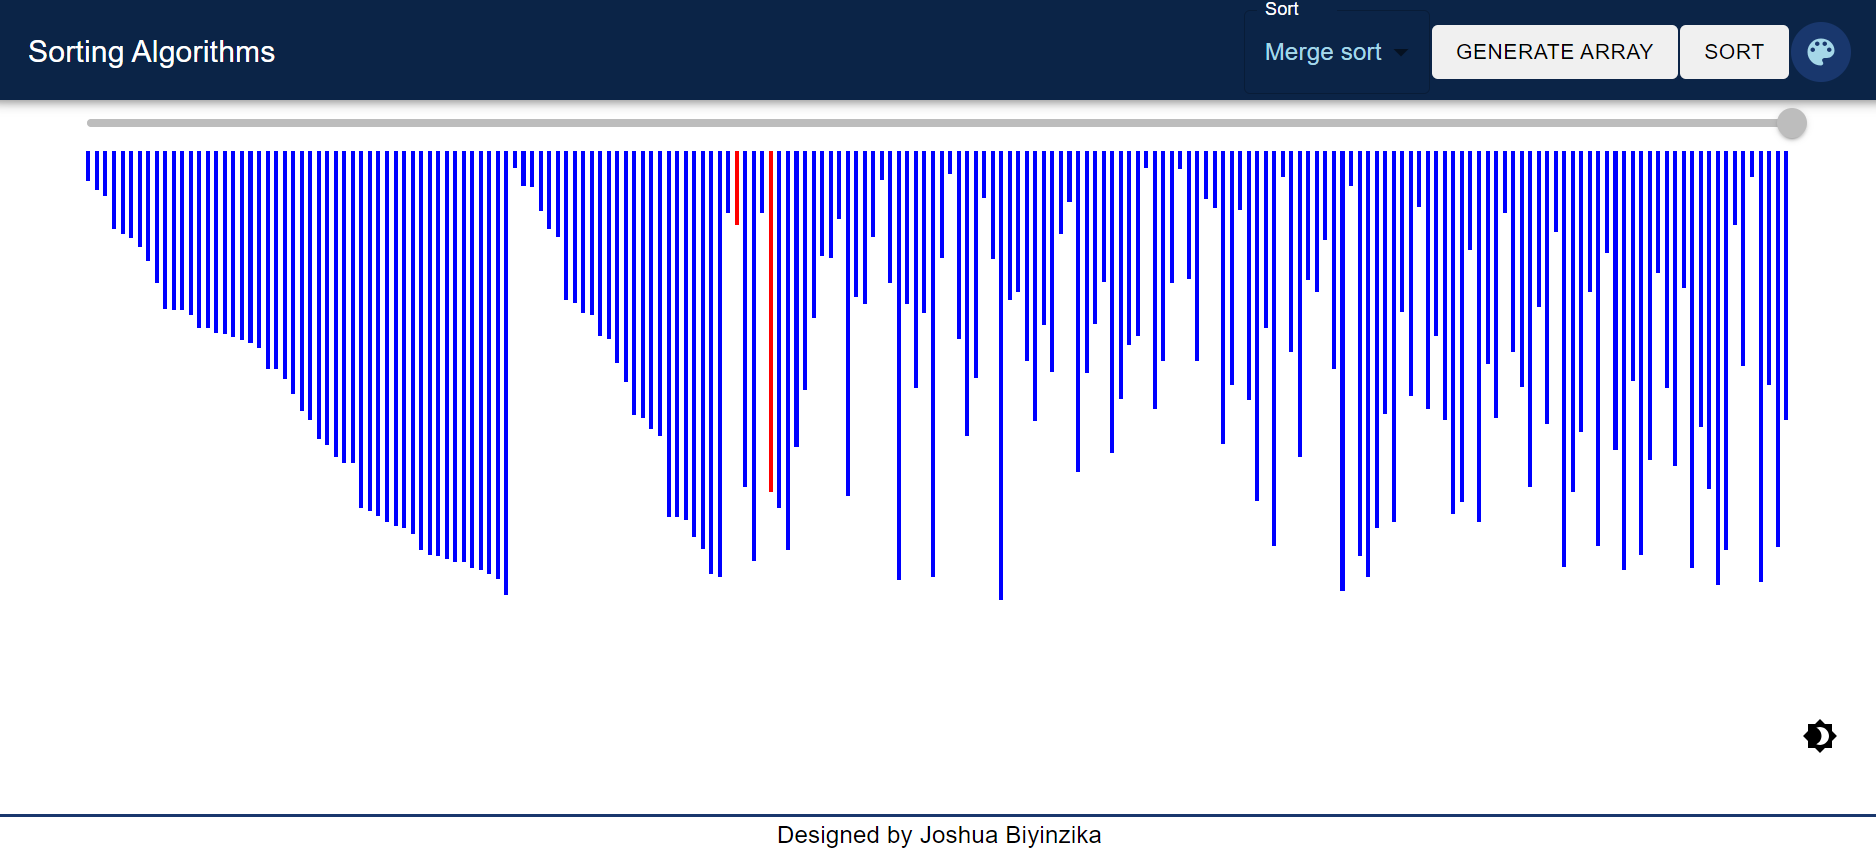 Sorting Algorithms
Sort
Merge sort
GENERATE ARRAY
SORT
Designed by Joshua Biyinzika